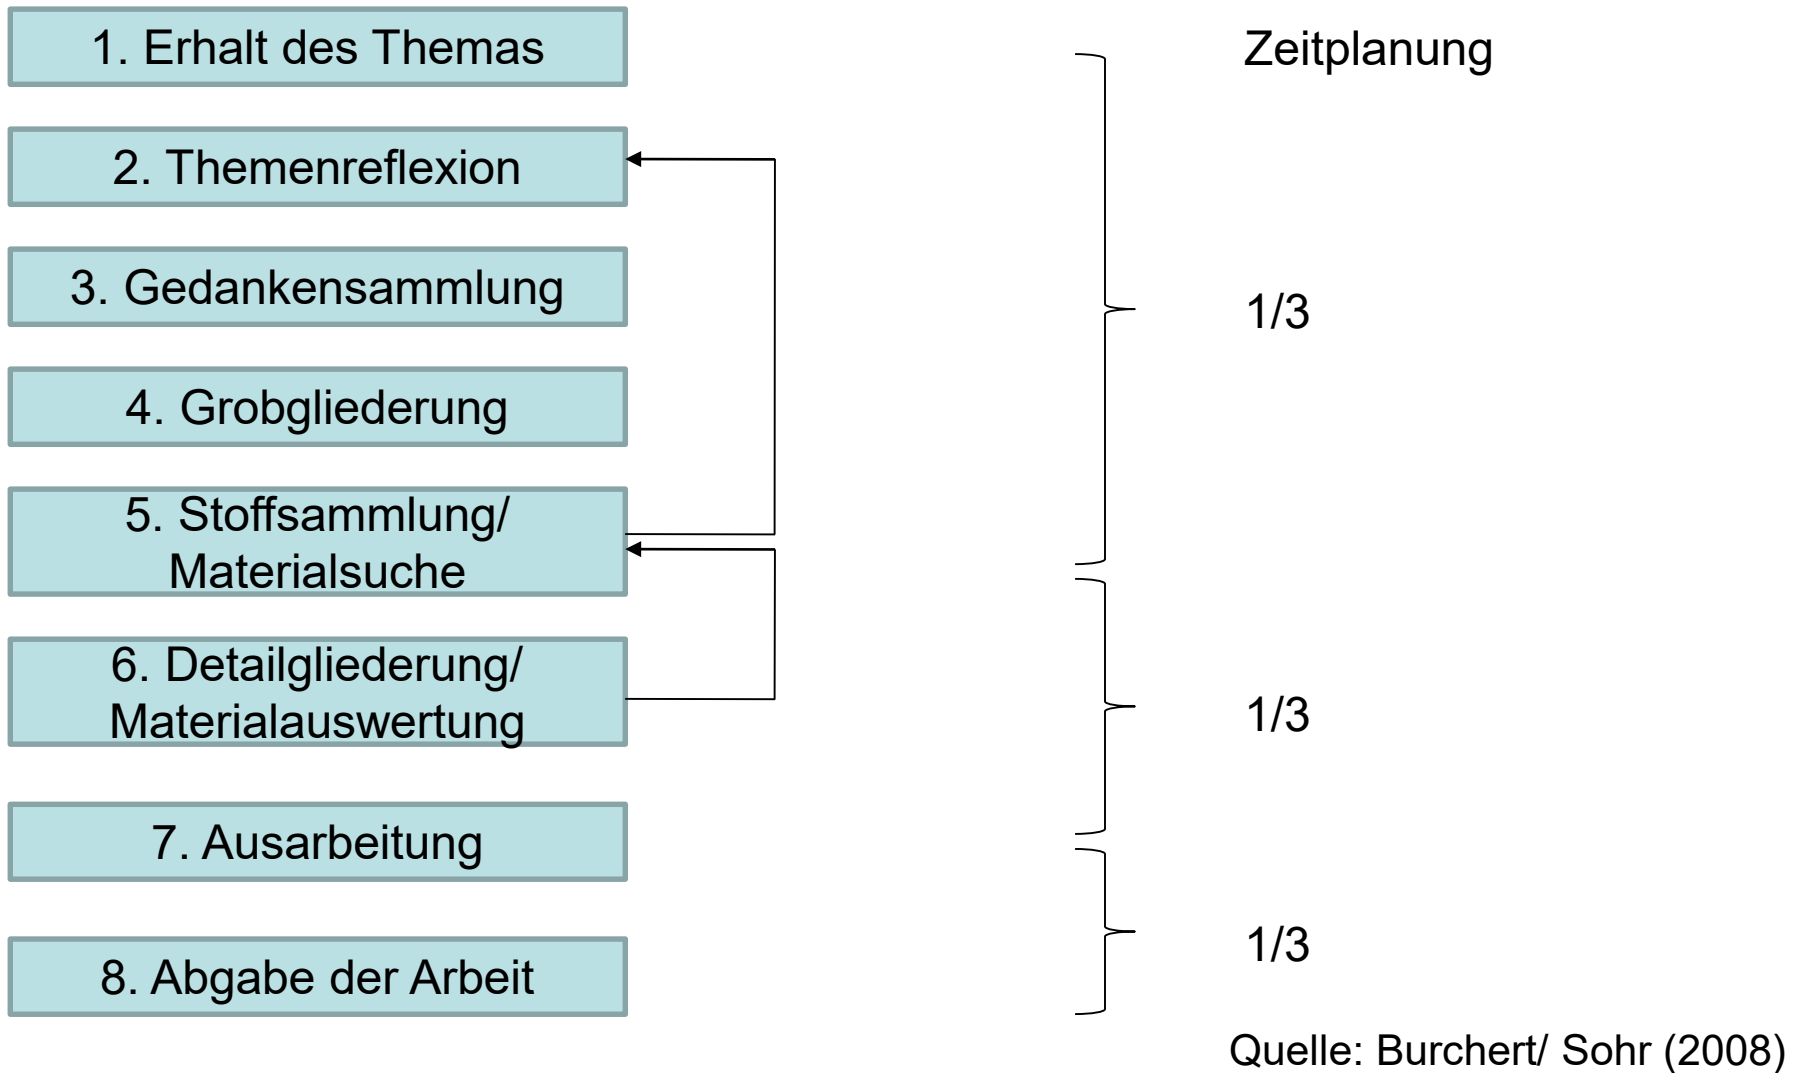 1. Erhalt des Themas
Zeitplanung
2. Themenreflexion
3. Gedankensammlung
1/3
4. Grobgliederung
5. Stoffsammlung/
Materialsuche
6. Detailgliederung/
Materialauswertung
1/3
7. Ausarbeitung
1/3
8. Abgabe der Arbeit
Quelle: Burchert/ Sohr (2008)